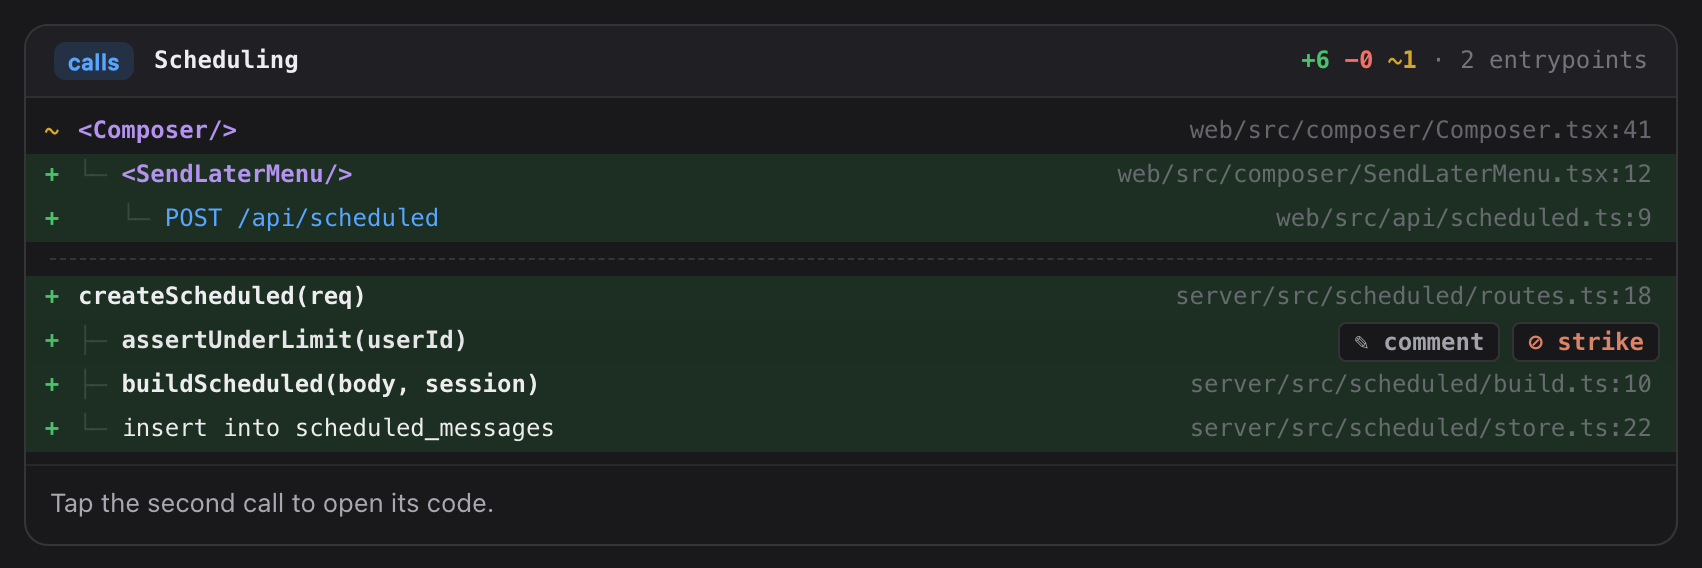 calls Scheduling +6 −0 ~1 · 2 entrypoints
~ <Composer/> web/src/composer/Composer.tsx:41
+ └─ <SendLaterMenu/> web/src/composer/SendLaterMenu.tsx:12
+ └─ POST /api/scheduled web/src/api/scheduled.ts:9
+ createScheduled(req) server/src/scheduled/routes.ts:18
+ ├─ assertUnderLimit(userId) ✎ comment ⊘ strike
+ ├─ buildScheduled(body, session) server/src/scheduled/build.ts:10
+ └─ insert into scheduled_messages server/src/scheduled/store.ts:22
Tap the second call to open its code.